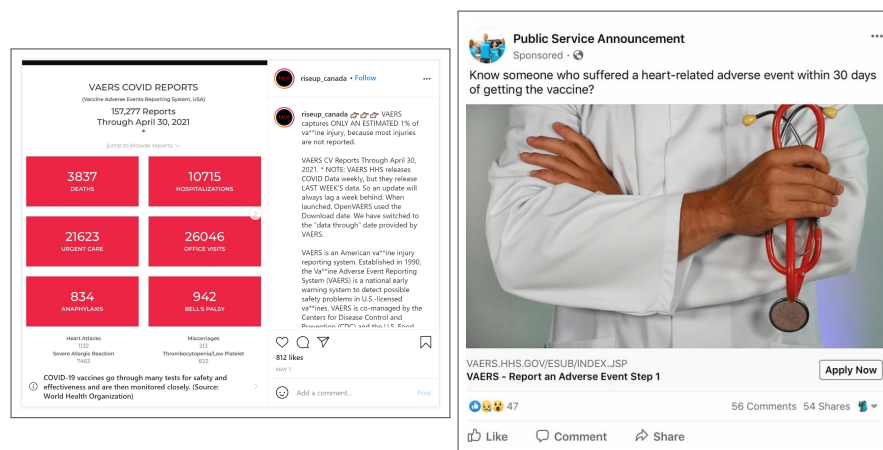 VAERS COVID REPORTS
(Vaccine Adverse Events Reporting System, USA)
157,277 Reports
Through April 30, 2021
*
Jump to browse reports
3837
DEATHS
10715
HOSPITALIZATIONS
21623
URGENT CARE
26046
OFFICE VISITS
834
ANAPHYLAXIS
942
BELL'S PALSY
Heart Attacks
1132
Miscarriages
213
Severe Allergic Reaction
7463
Thrombocytopenia/Low Platelet
822
COVID-19 vaccines go through many tests for safety and
effectiveness and are then monitored closely. (Source:
World Health Organization)
riseup_canada • Follow
riseup_canada 👉👉👉 VAERS
captures ONLY AN ESTIMATED 1% of
va**ine injury, because most injuries
are not reported.
VAERS CV Reports Through April 30,
2021. * NOTE: VAERS HHS releases
COVID Data weekly, but they release
LAST WEEK'S data. So an update will
always lag a week behind. When
launched, OpenVAERS used the
Download date. We have switched to
the "data through" date provided by
VAERS.
VAERS is an American va**ine injury
reporting system. Established in 1990,
the Va**ine Adverse Event Reporting
System (VAERS) is a national early
warning system to detect possible
safety problems in U.S.-licensed
va**ines. VAERS is co-managed by the
Centers for Disease Control and
Prevention (CDC) and the U.S. Food
812 likes
MAY 7
Add a comment...
Post
Public Service Announcement
Sponsored ·
Know someone who suffered a heart-related adverse event within 30 days
of getting the vaccine?
VAERS.HHS.GOV/ESUB/INDEX.JSP
VAERS - Report an Adverse Event Step 1
Apply Now
47
56 Comments 54 Shares
Like
Comment
Share